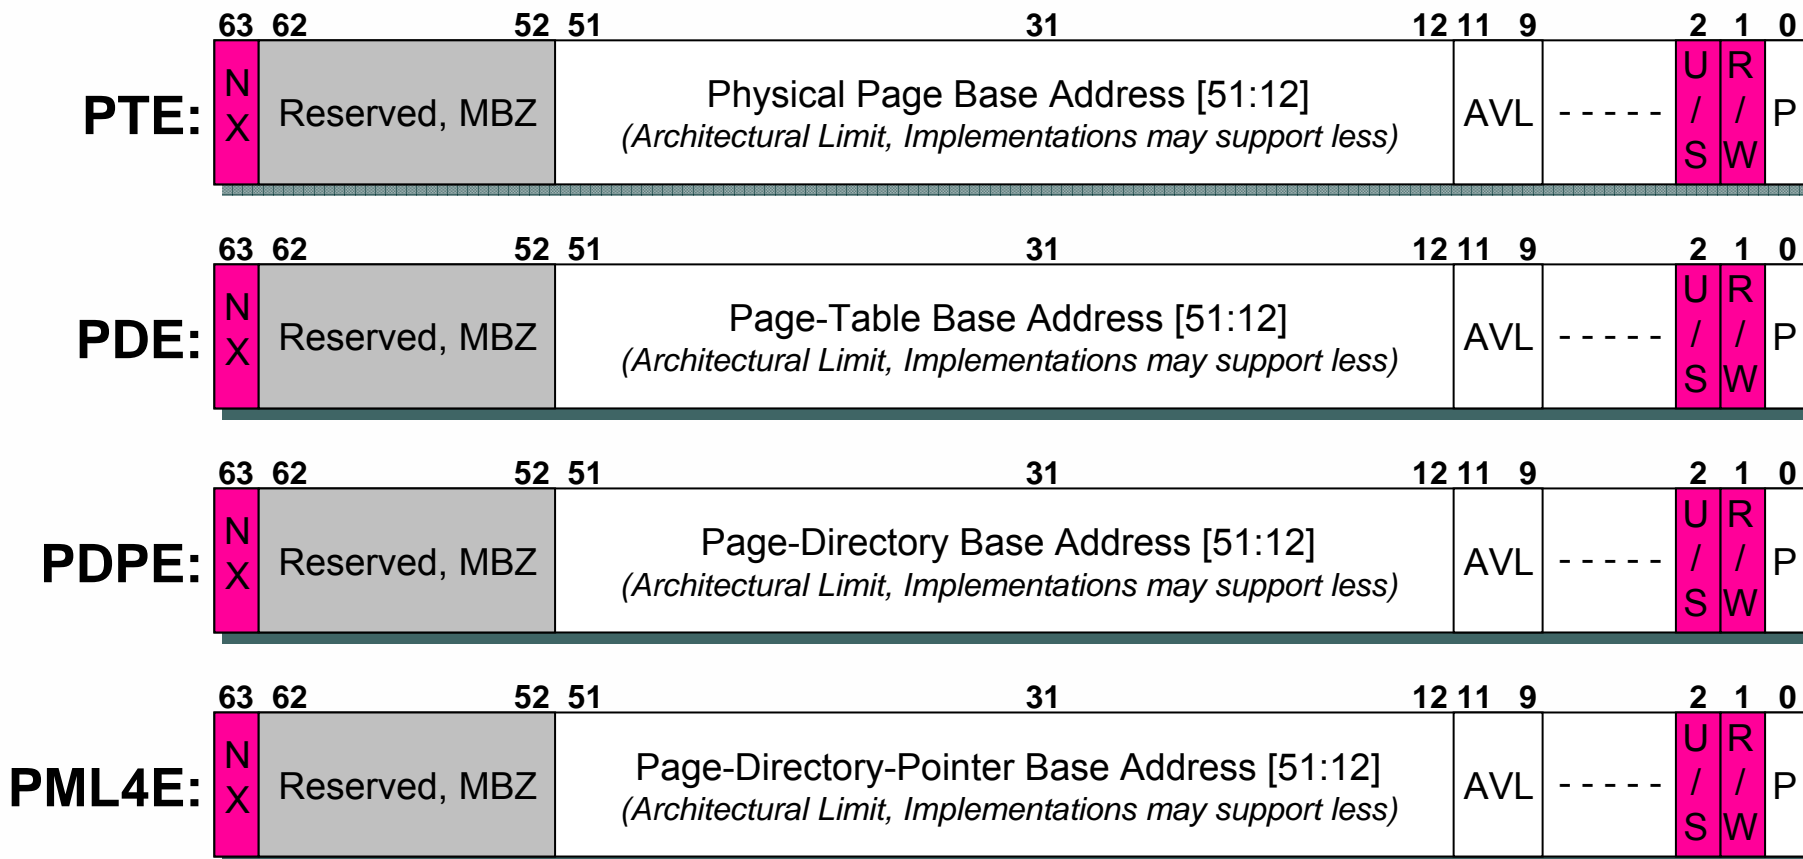 63 62 52 51 31 12 11 9 2 1 0
PTE: NX Reserved, MBZ Physical Page Base Address [51:12] AVL - - - - - U/S R/W P
(Architectural Limit, Implementations may support less)
63 62 52 51 31 12 11 9 2 1 0
PDE: NX Reserved, MBZ Page-Table Base Address [51:12] AVL - - - - - U/S R/W P
(Architectural Limit, Implementations may support less)
63 62 52 51 31 12 11 9 2 1 0
PDPE: NX Reserved, MBZ Page-Directory Base Address [51:12] AVL - - - - - U/S R/W P
(Architectural Limit, Implementations may support less)
63 62 52 51 31 12 11 9 2 1 0
PML4E: NX Reserved, MBZ Page-Directory-Pointer Base Address [51:12] AVL - - - - - U/S R/W P
(Architectural Limit, Implementations may support less)